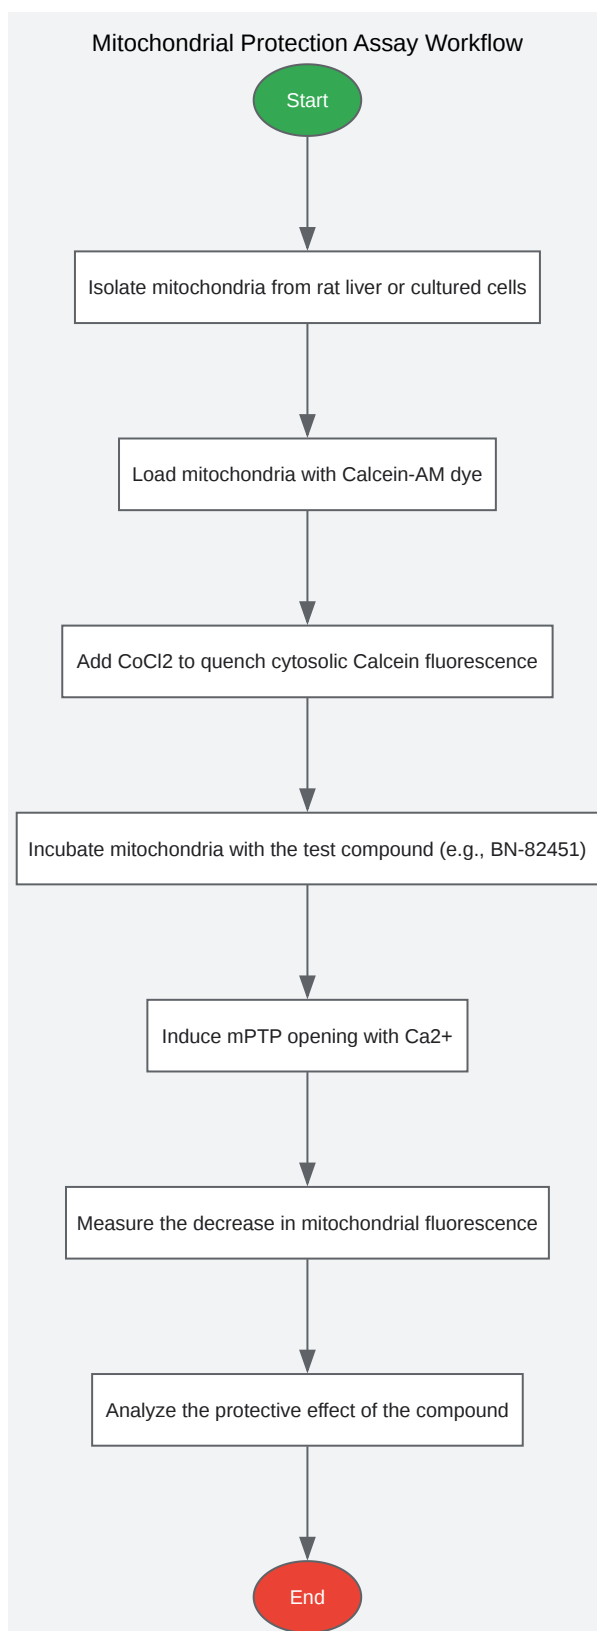 Mitochondrial Protection Assay Workflow
Start
Isolate mitochondria from rat liver or cultured cells
Load mitochondria with Calcein-AM dye
Add CoCl2 to quench cytosolic Calcein fluorescence
Incubate mitochondria with the test compound (e.g., BN-82451)
Induce mPTP opening with Ca2+
Measure the decrease in mitochondrial fluorescence
Analyze the protective effect of the compound
End